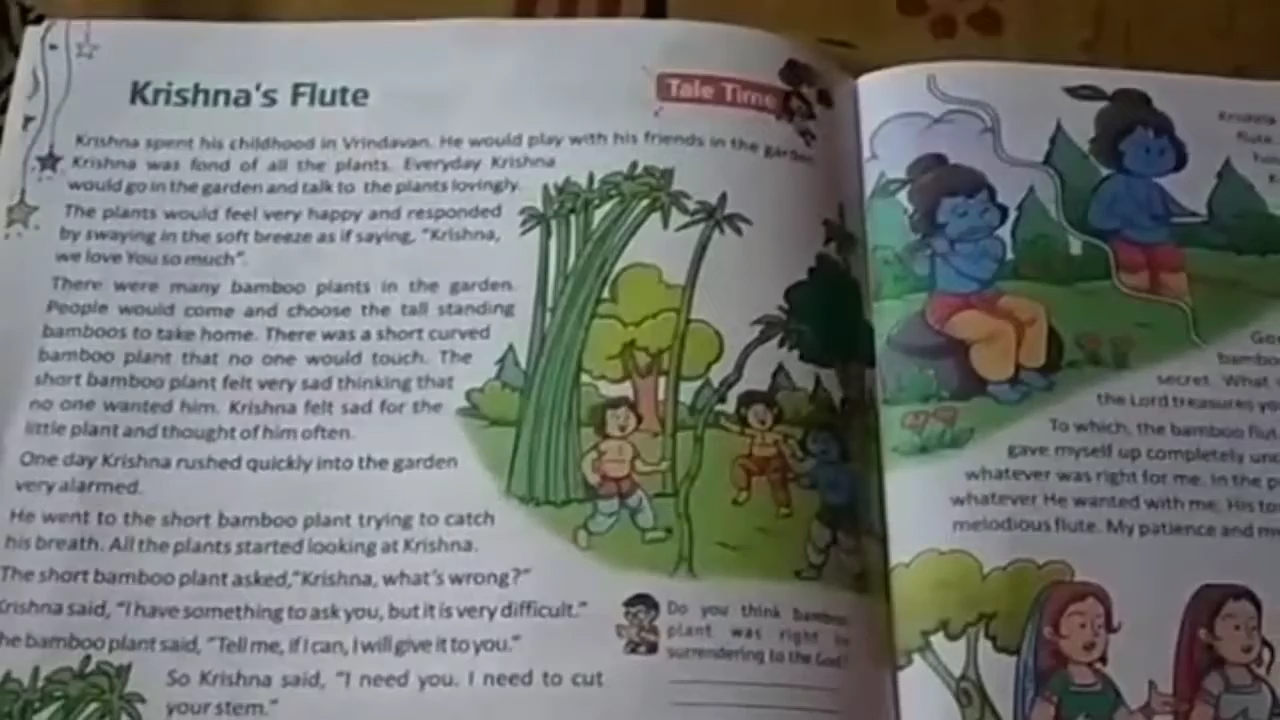 Krishna's Flute
Tale Time
Krishna spent his childhood in Vrindavan. He would play with his friends in the garden.
Krishna was fond of all the plants. Everyday Krishna
would go in the garden and talk to the plants lovingly.
The plants would feel very happy and responded
by swaying in the soft breeze as if saying, "Krishna,
we love You so much".
There were many bamboo plants in the garden.
People would come and choose the tall standing
bamboos to take home. There was a short curved
bamboo plant that no one would touch. The
short bamboo plant felt very sad thinking that
no one wanted him. Krishna felt sad for the
little plant and thought of him often.
One day Krishna rushed quickly into the garden
very alarmed.
He went to the short bamboo plant trying to catch
his breath. All the plants started looking at Krishna.
The short bamboo plant asked,"Krishna, what's wrong?"
Krishna said, "I have something to ask you, but it is very difficult."
he bamboo plant said, "Tell me, if I can, I will give it to you."
So Krishna said, "I need you. I need to cut
your stem."
Do you think bamboo
plant was right in
surrendering to the God?
Krishna
flute.
bamboo
secret. What
the Lord treasures
To which, the bamboo
gave myself up completely
whatever was right for me. In the
whatever He wanted with me. His
melodious flute. My patience and